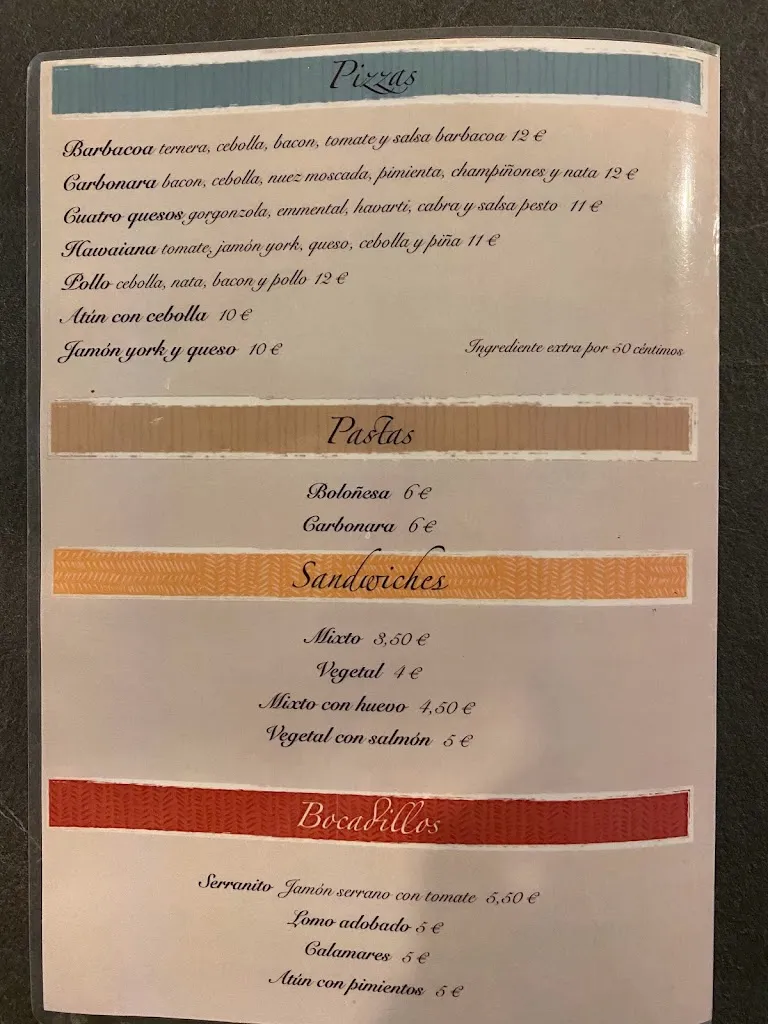 Pizzas
Barbacoa ternera, cebolla, bacon, tomate y salsa barbacoa 12 €
Carbonara bacon, cebolla, nuez moscada, pimienta, champiñones y nata 12 €
Cuatro quesos gorgonzola, emmental, havarti, cabra y salsa pesto 11 €
Hawaiana tomate, jamón york, queso, cebolla y piña 11 €
Pollo cebolla, nata, bacon y pollo 12 €
Atún con cebolla 10 €
Jamón york y queso 10 €
Ingrediente extra por 50 céntimos
Pastas
Boloñesa 6 €
Carbonara 6 €
Sandwiches
Mixto 3,50 €
Vegetal 4 €
Mixto con huevo 4,50 €
Vegetal con salmón 5 €
Bocadillos
Serranito Jamón serrano con tomate 5,50 €
Lomo adobado 5 €
Calamares 5 €
Atún con pimientos 5 €